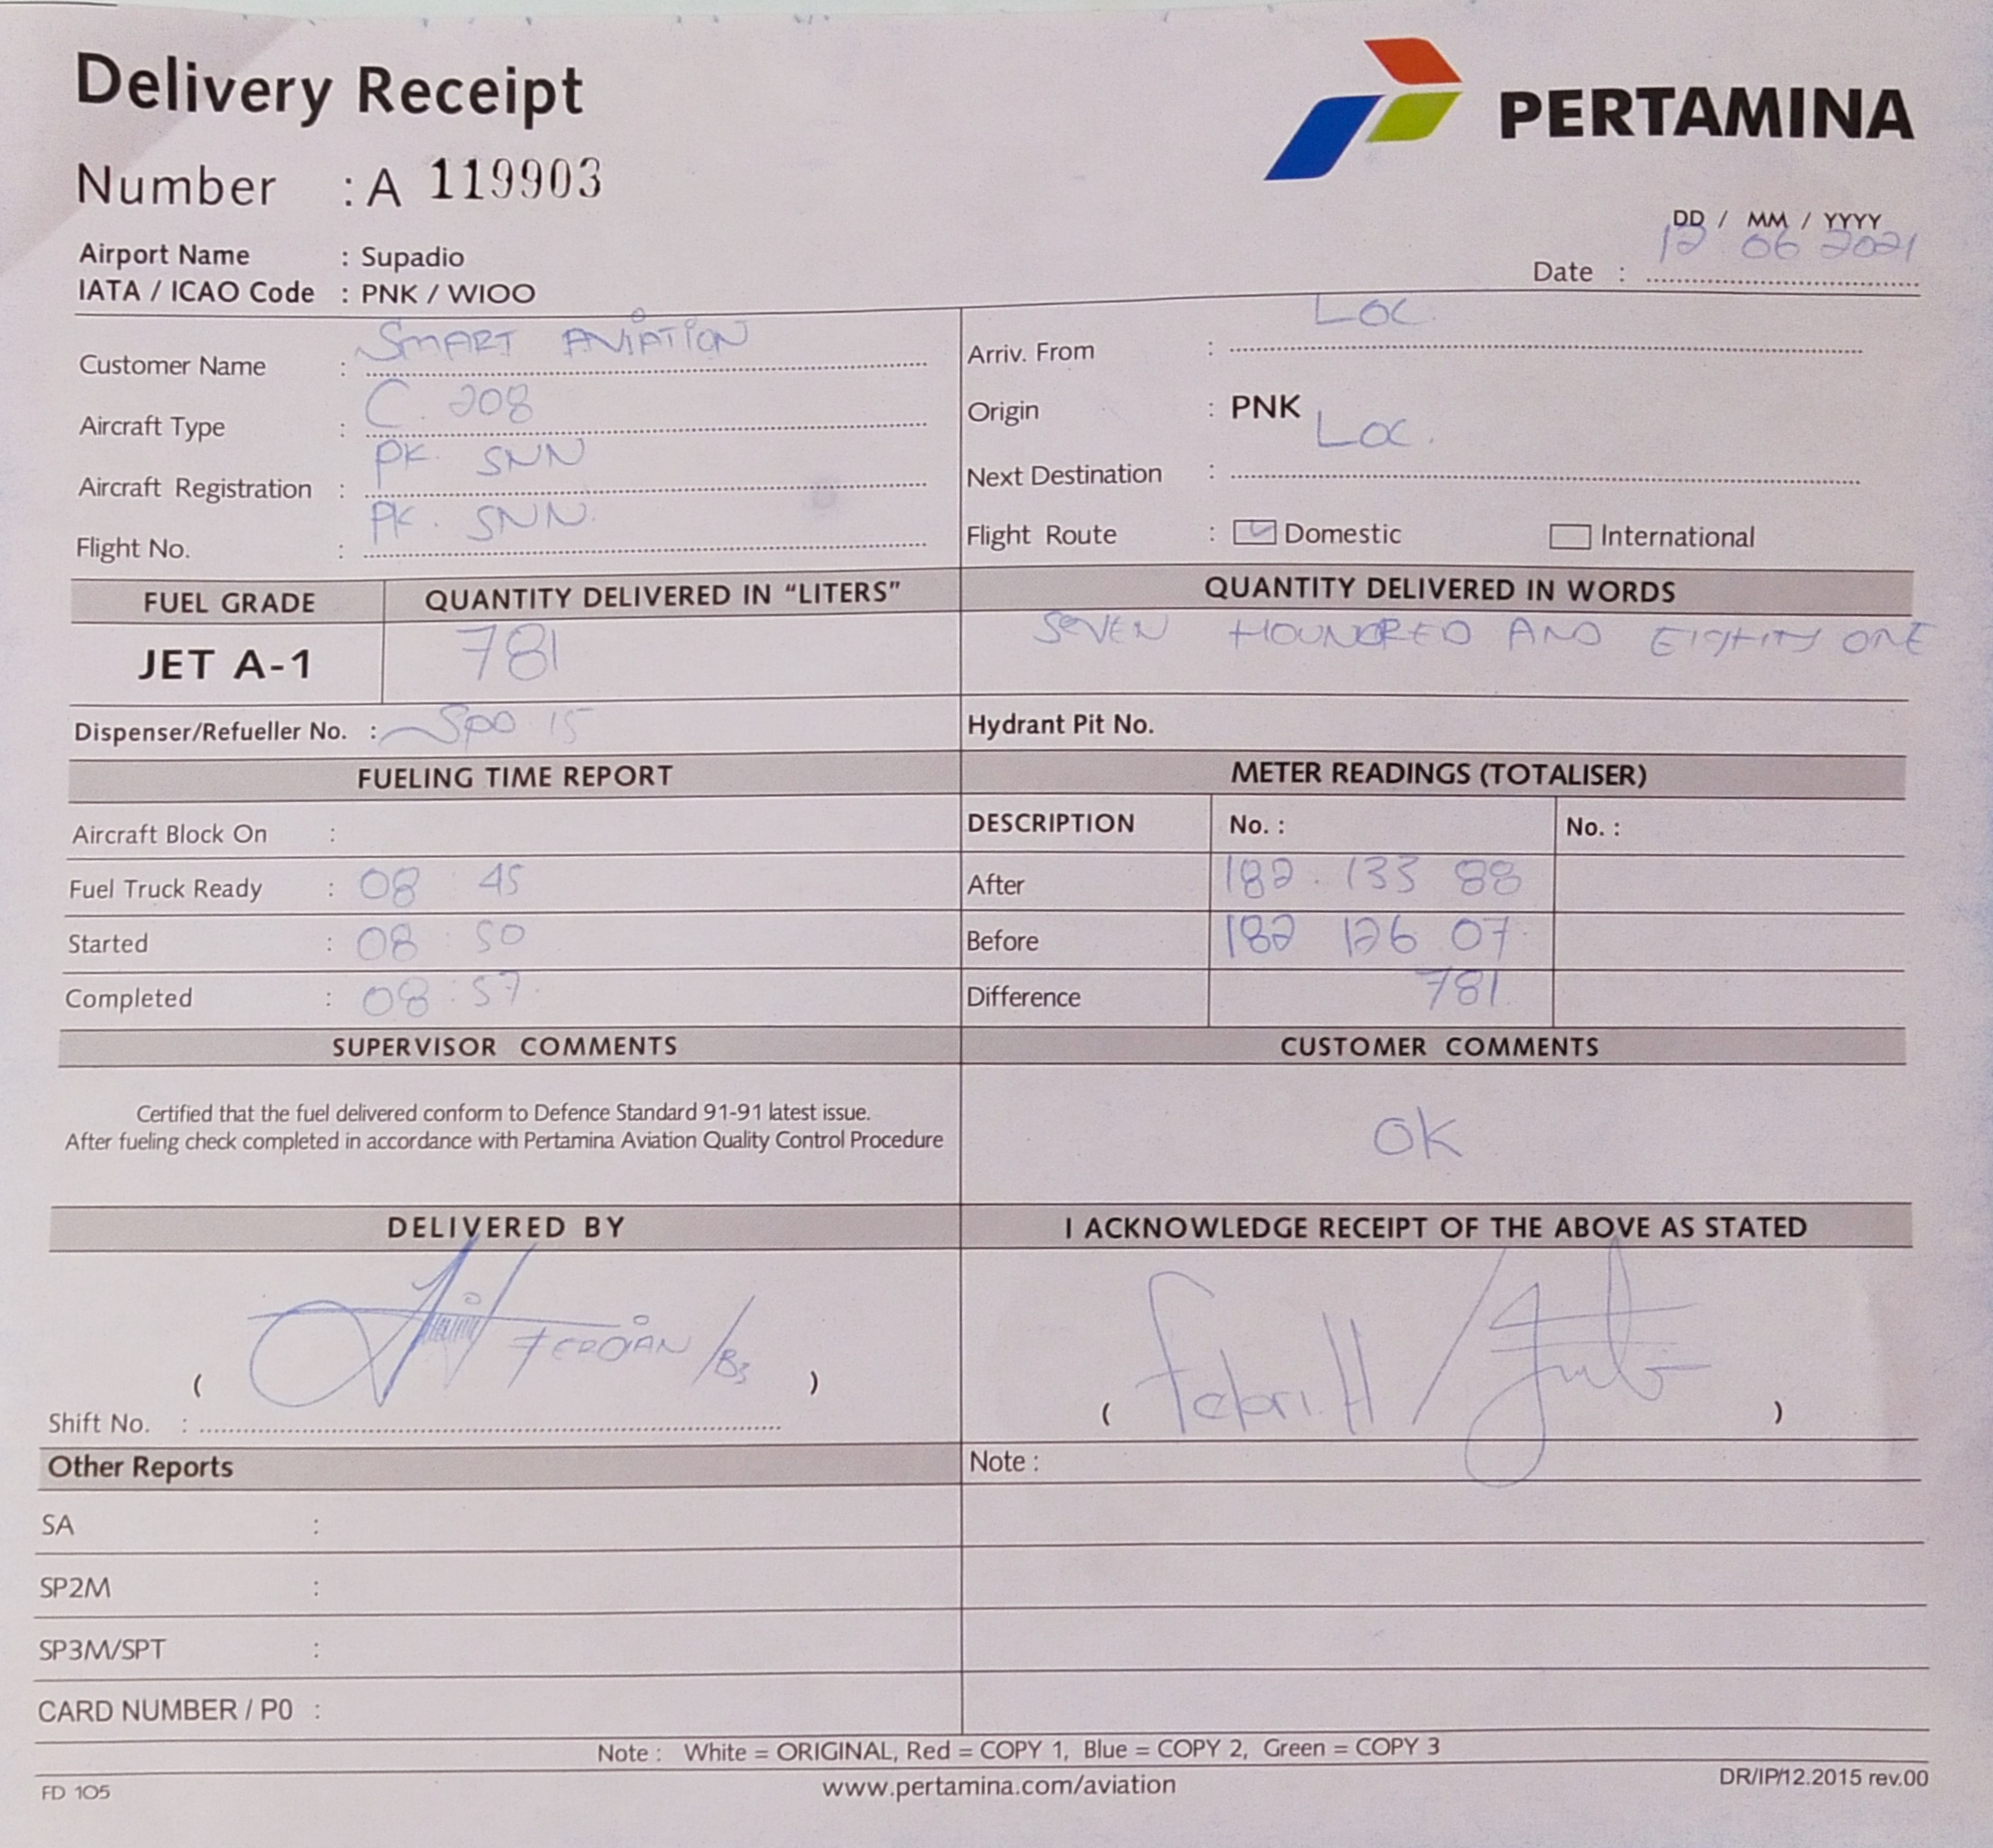 Delivery Receipt
PERTAMINA
Number : A 119903
DD / MM / YYYY
Date : 12 06 2021
Airport Name : Supadio
IATA / ICAO Code : PNK / WIOO
Customer Name : SMART AVIATION
Arriv. From : LOC.
Aircraft Type : C. 208
Origin : PNK
Aircraft Registration : PK. SNN
Next Destination : LOC.
Flight No. : PK. SNN.
Flight Route : Domestic International
FUEL GRADE QUANTITY DELIVERED IN “LITERS” QUANTITY DELIVERED IN WORDS
JET A-1 781 SEVEN HOUNDRED AND EIGHTY ONE
Dispenser/Refueller No. : SPO 15 Hydrant Pit No.
FUELING TIME REPORT METER READINGS (TOTALISER)
Aircraft Block On : DESCRIPTION No. : No. :
Fuel Truck Ready : 08 45 After 182. 133 88
Started : 08 : 50 Before 182 126 07
Completed : 08 : 57. Difference 781
SUPERVISOR COMMENTS CUSTOMER COMMENTS
Certified that the fuel delivered conform to Defence Standard 91-91 latest issue.
After fueling check completed in accordance with Pertamina Aviation Quality Control Procedure
OK
DELIVERED BY I ACKNOWLEDGE RECEIPT OF THE ABOVE AS STATED
( FERDIAN / B3 ) ( Febri.H / )
Shift No. :
Other Reports Note :
SA :
SP2M :
SP3M/SPT :
CARD NUMBER / P0 :
Note : White = ORIGINAL, Red = COPY 1, Blue = COPY 2, Green = COPY 3
FD 105 www.pertamina.com/aviation DR/IP/12.2015 rev.00